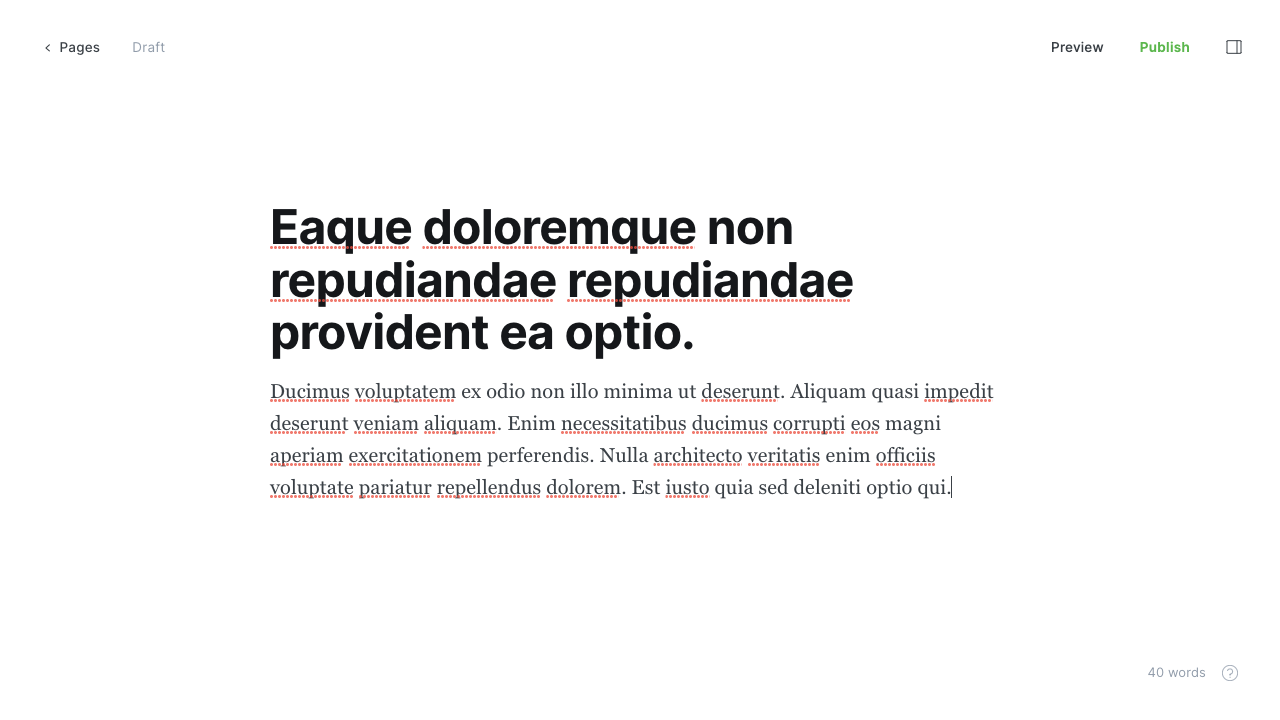 Pages
Draft
Preview
Publish
Eaque doloremque non
repudiandae repudiandae
provident ea optio.
Ducimus voluptatem ex odio non illo minima ut deserunt. Aliquam quasi impedit
deserunt veniam aliquam. Enim necessitatibus ducimus corrupti eos magni
aperiam exercitationem perferendis. Nulla architecto veritatis enim officiis
voluptate pariatur repellendus dolorem. Est iusto quia sed deleniti optio qui.
40 words